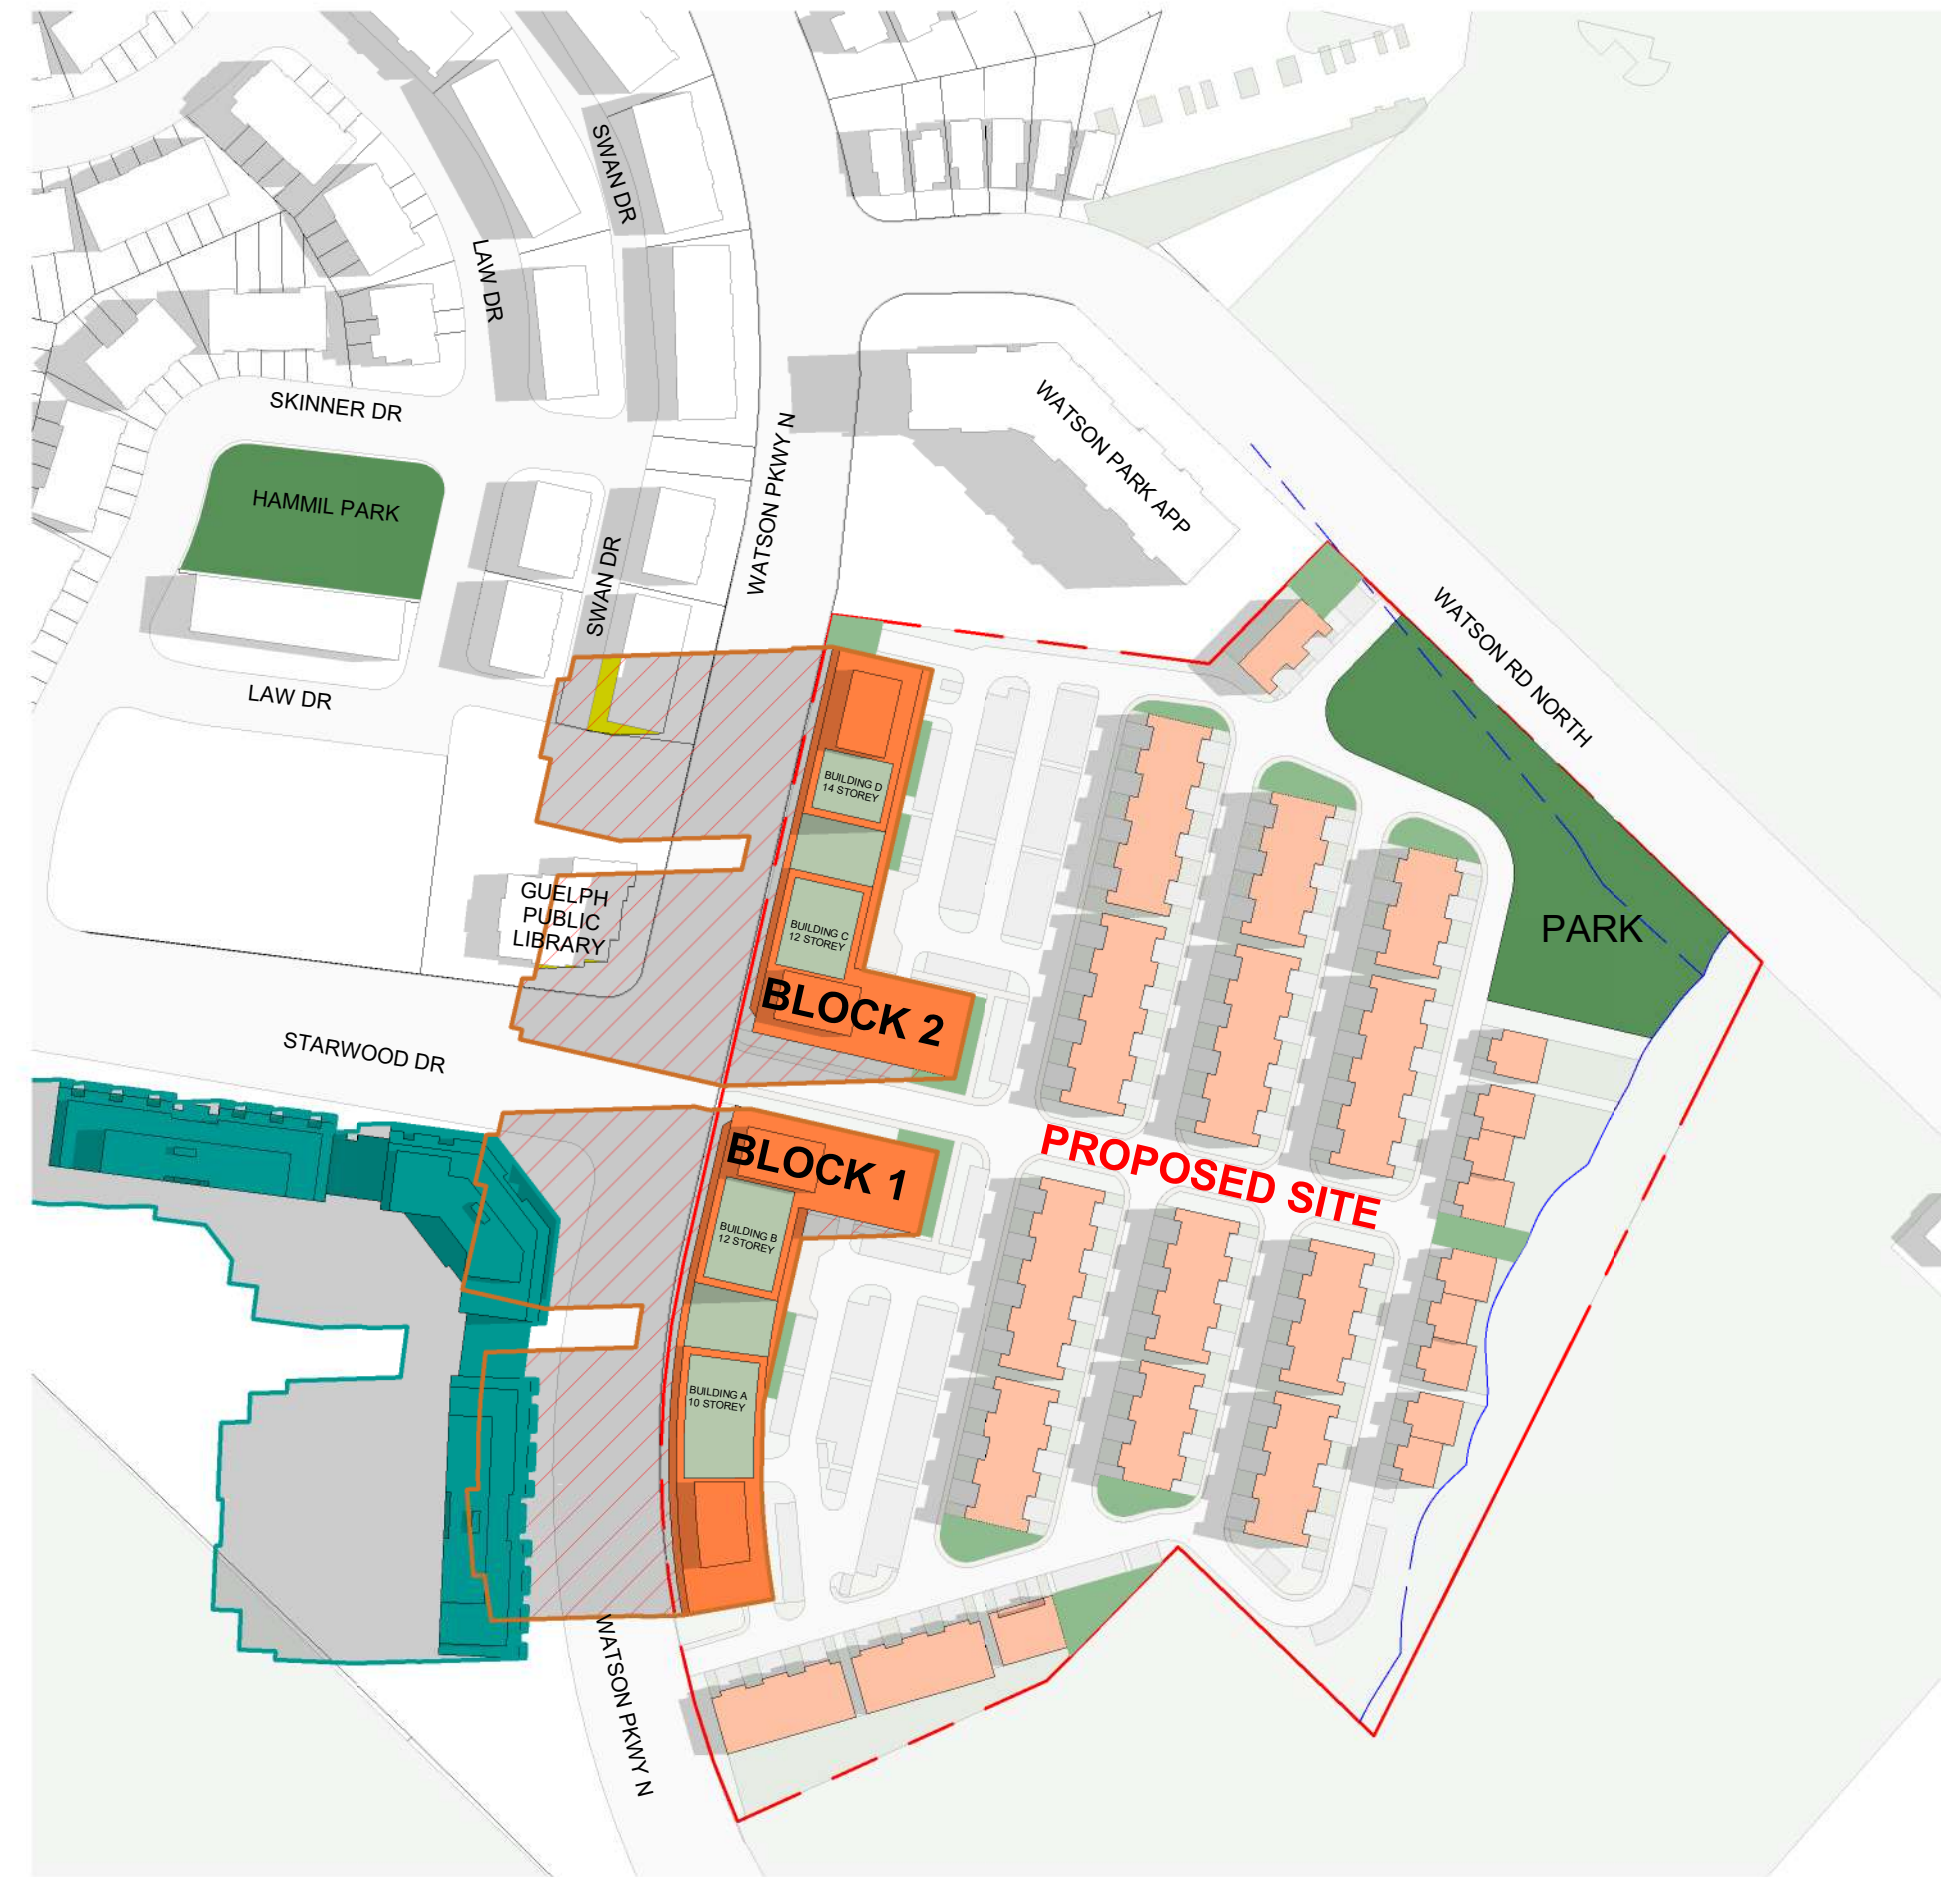 SWAN DR
LAW DR
SKINNER DR
WATSON PKWY N
WATSON PARK APP
HAMMIL PARK
SWAN DR
WATSON RD NORTH
LAW DR
BUILDING D
14 STOREY
GUELPH
PUBLIC
LIBRARY
BUILDING C
12 STOREY
PARK
BLOCK 2
STARWOOD DR
BLOCK 1
PROPOSED SITE
BUILDING B
12 STOREY
BUILDING A
10 STOREY
WATSON PKWY N